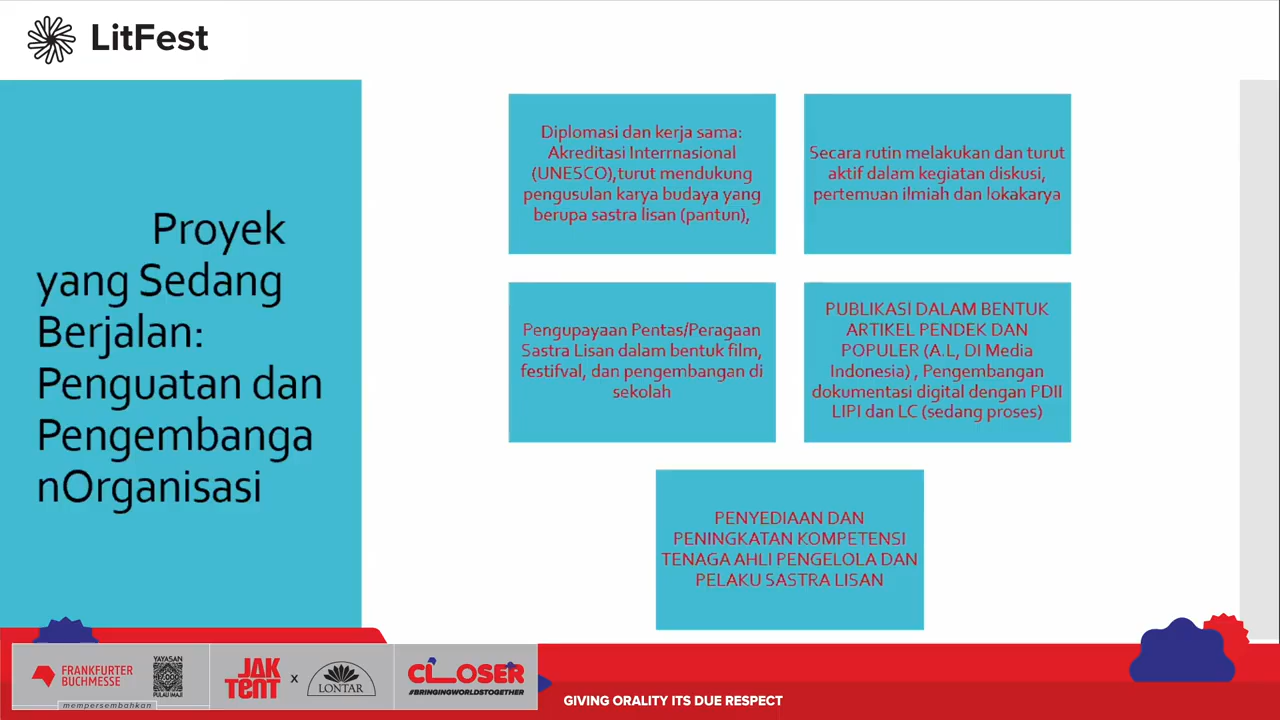 LitFest
Proyek
yang Sedang
Berjalan:
Penguatan dan
Pengembanga
nOrganisasi
Diplomasi dan kerja sama:
Akreditasi Interrnasional
(UNESCO),turut mendukung
pengusulan karya budaya yang
berupa sastra lisan (pantun),
Secara rutin melakukan dan turut
aktif dalam kegiatan diskusi,
pertemuan ilmiah dan lokakarya
Pengupayaan Pentas/Peragaan
Sastra Lisan dalam bentuk film,
festifval, dan pengembangan di
sekolah
PUBLIKASI DALAM BENTUK
ARTIKEL PENDEK DAN
POPULER (A.L, DI Media
Indonesia) , Pengembangan
dokumentasi digital dengan PDII
LIPI dan LC (sedang proses)
PENYEDIAAN DAN
PENINGKATAN KOMPETENSI
TENAGA AHLI PENGELOLA DAN
PELAKU SASTRA LISAN
FRANKFURTER
BUCHMESSE
YAYASAN
17.000
PULAU IMAJI
mempersembahkan
JAK
TENT
x
LONTAR
CLOSER
#BRINGINGWORLDSTOGETHER
GIVING ORALITY ITS DUE RESPECT